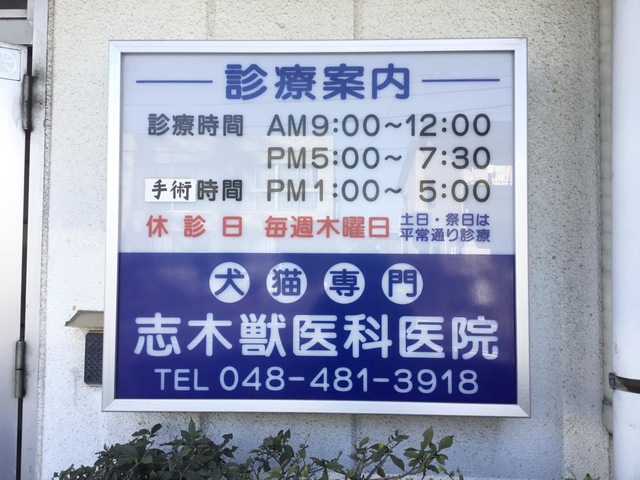 診療案内
診療時間 AM9:00～12:00
PM5:00～ 7:30
手術時間 PM1:00～ 5:00
休診日 毎週木曜日 土日・祭日は
平常通り診療
犬猫専門
志木獣医科医院
TEL 048-481-3918